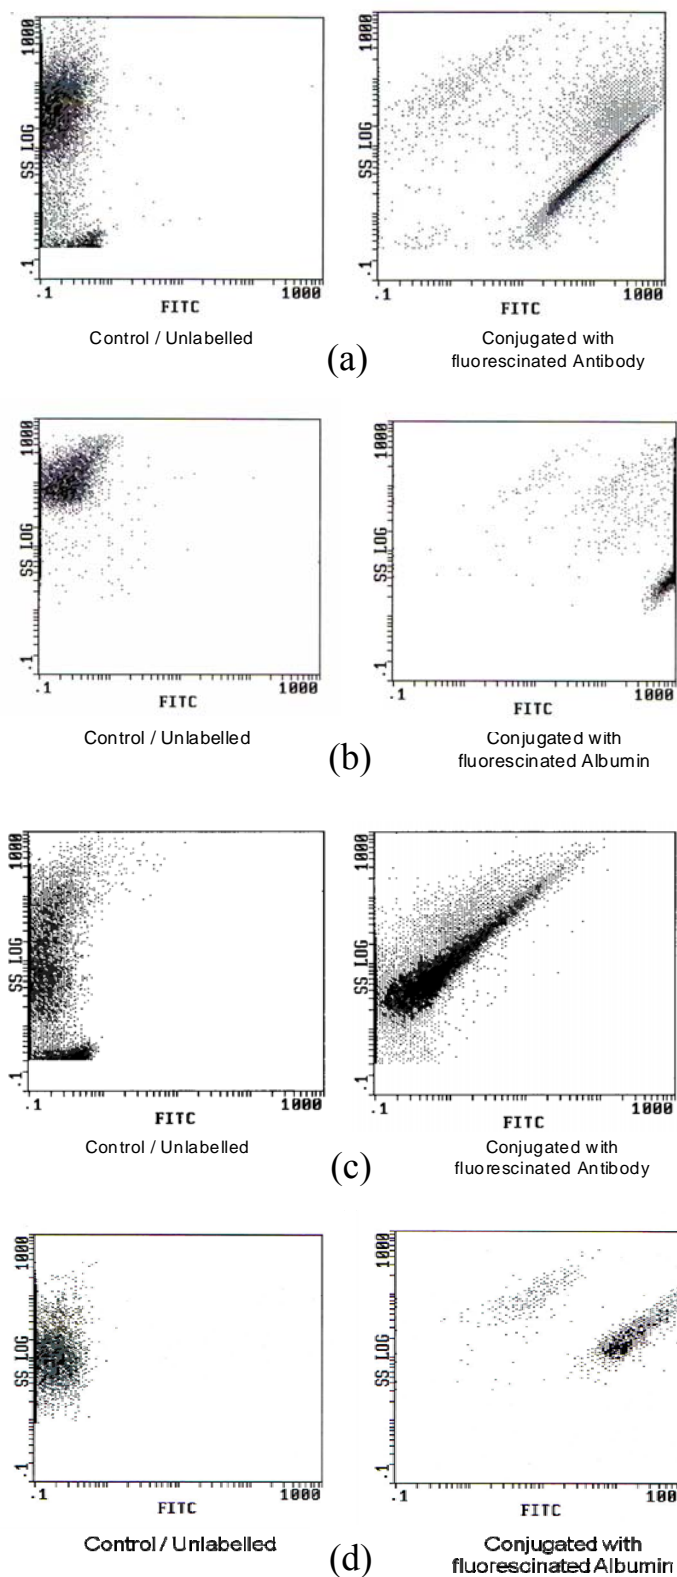 1000
SS LOG
.1
.1
1000
FITC
Control / Unlabelled
1000
SS LOG
.1
.1
1000
FITC
Conjugated with
fluorescinated Antibody
(a)
1000
SS LOG
.1
.1
1000
FITC
Control / Unlabelled
1000
SS LOG
.1
.1
1000
FITC
Conjugated with
fluorescinated Albumin
(b)
1000
SS LOG
.1
.1
1000
FITC
Control / Unlabelled
1000
SS LOG
.1
.1
1000
FITC
Conjugated with
fluorescinated Antibody
(c)
1000
SS LOG
.1
.1
1000
FITC
Control / Unlabelled
1000
SS LOG
.1
.1
FITC
Conjugated with
fluorescinated Albumin
(d)